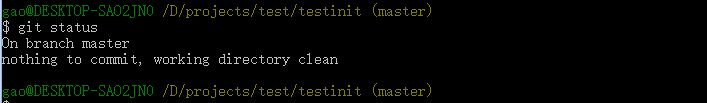 gao@DESKTOP-SAO2JNO /D/projects/test/testinit (master)
$ git status
On branch master
nothing to commit, working directory clean
gao@DESKTOP-SAO2JNO /D/projects/test/testinit (master)